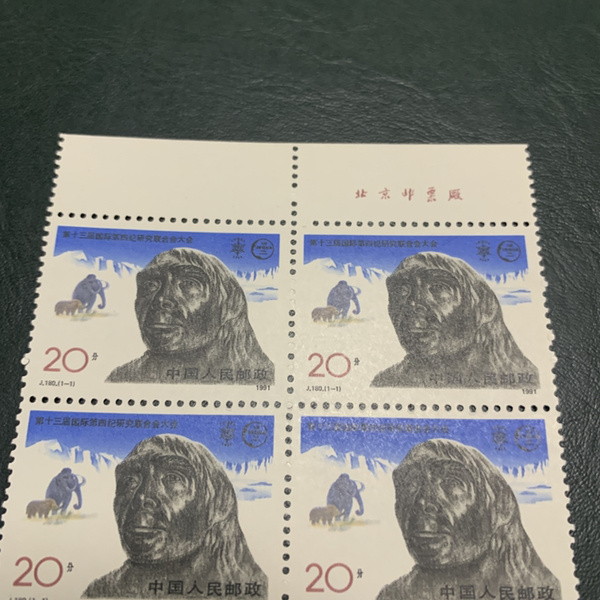 北京邮票厂
第十三届国际第四纪研究联合会大会
20分
中国人民邮政
J.180.(1-1)
1991
第十三届国际第四纪研究联合会大会
20分
中国人民邮政
J.180.(1-1)
1991
第十三届国际第四纪研究联合会大会
20分
中国人民邮政
J.180.(1-1)
20分
中国人民邮政